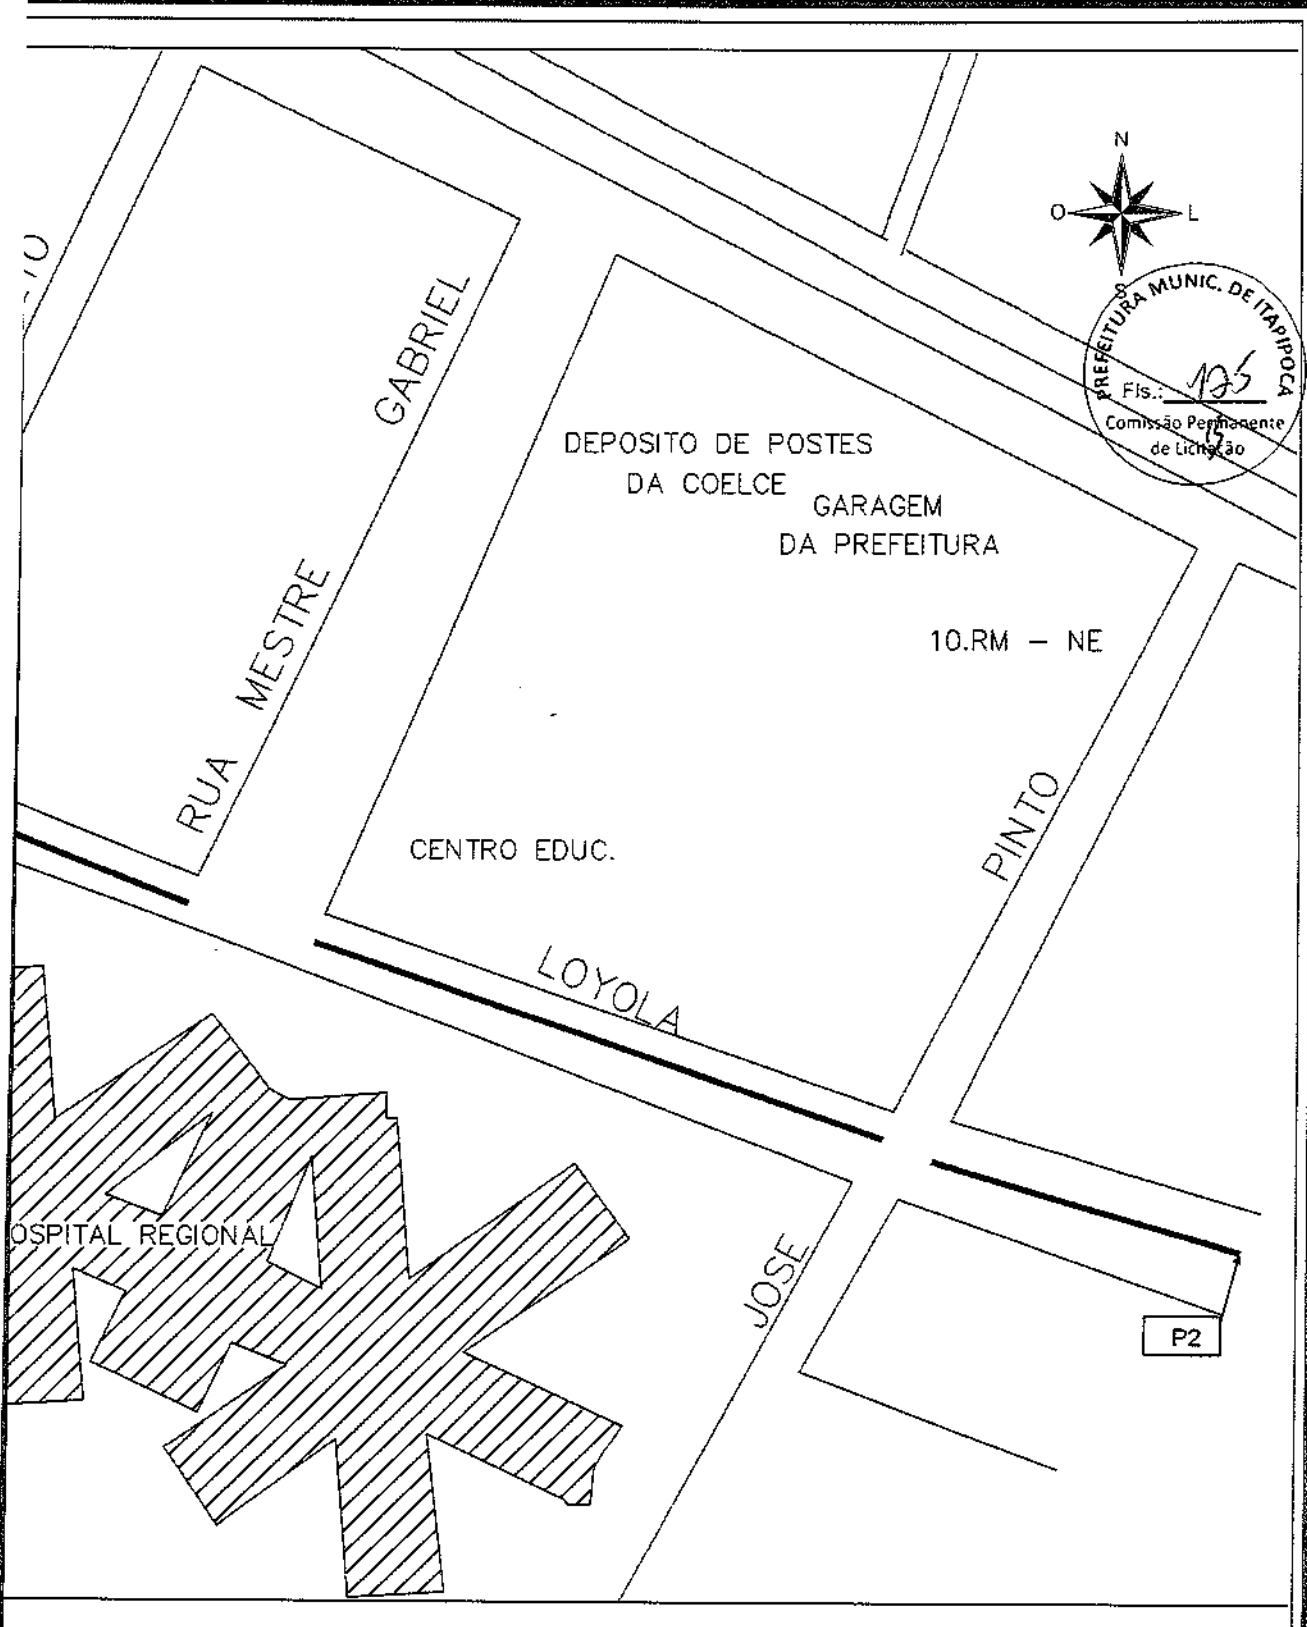 N
O L
S
PREFEITURA MUNIC. DE ITAPIPOCA
Fls.: 125
Comissão Permanente
de Licitação
GABRIEL
DEPOSITO DE POSTES
DA COELCE
GARAGEM
DA PREFEITURA
MESTRE
10.RM – NE
RUA
PINTO
CENTRO EDUC.
LOYOLA
OSPITAL REGIONAL
JOSE
P2